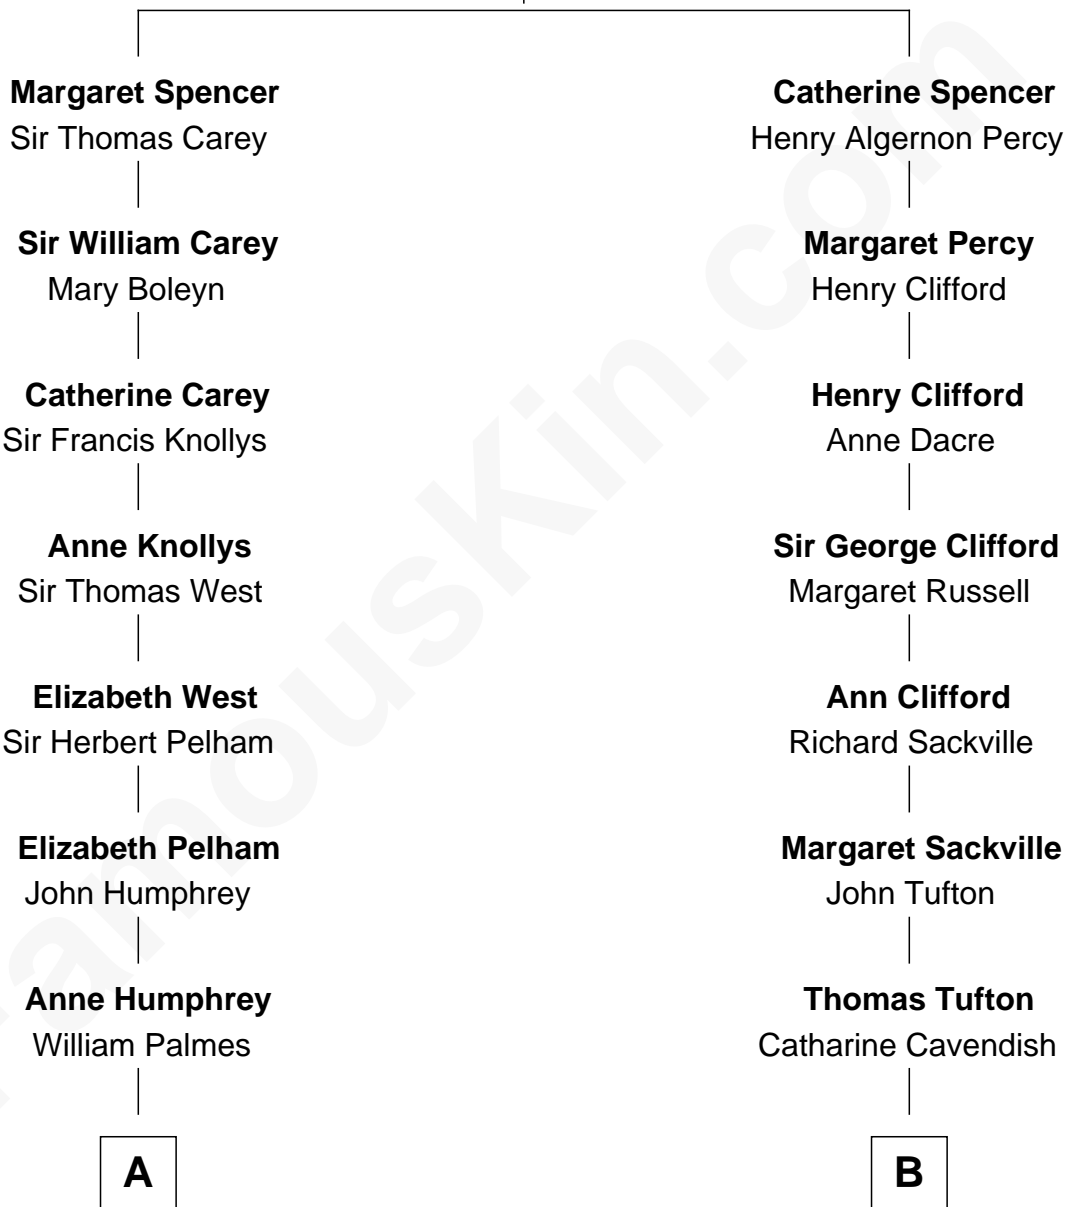 Margaret Spencer
Sir Thomas Carey
Sir William Carey
Mary Boleyn
Catherine Carey
Sir Francis Knollys
Anne Knollys
Sir Thomas West
Elizabeth West
Sir Herbert Pelham
Elizabeth Pelham
John Humphrey
Anne Humphrey
William Palmes
A
Catherine Spencer
Henry Algernon Percy
Margaret Percy
Henry Clifford
Henry Clifford
Anne Dacre
Sir George Clifford
Margaret Russell
Ann Clifford
Richard Sackville
Margaret Sackville
John Tufton
Thomas Tufton
Catharine Cavendish
B
FamousKin.com